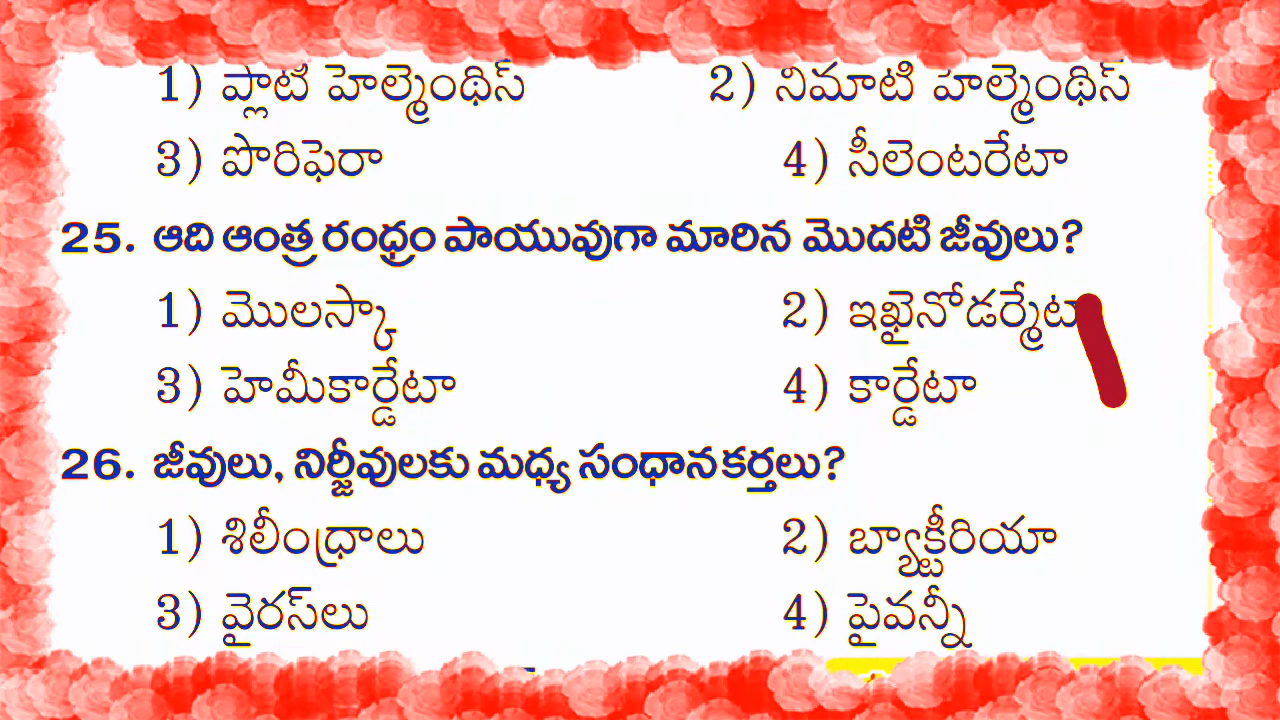 1) ప్లాటి హెల్మెంథిస్ 2) నిమాటి హెల్మెంథిస్
3) పొరిఫెరా 4) సీలెంటరేటా
25. ఆది ఆంత్ర రంధ్రం పాయువుగా మారిన మొదటి జీవులు?
1) మొలస్కా 2) ఇఖైనోడర్మేటా
3) హెమీకార్డేటా 4) కార్డేటా
26. జీవులు, నిర్జీవులకు మధ్య సంధానకర్తలు?
1) శిలీంధ్రాలు 2) బ్యాక్టీరియా
3) వైరస్‌లు 4) పైవన్నీ